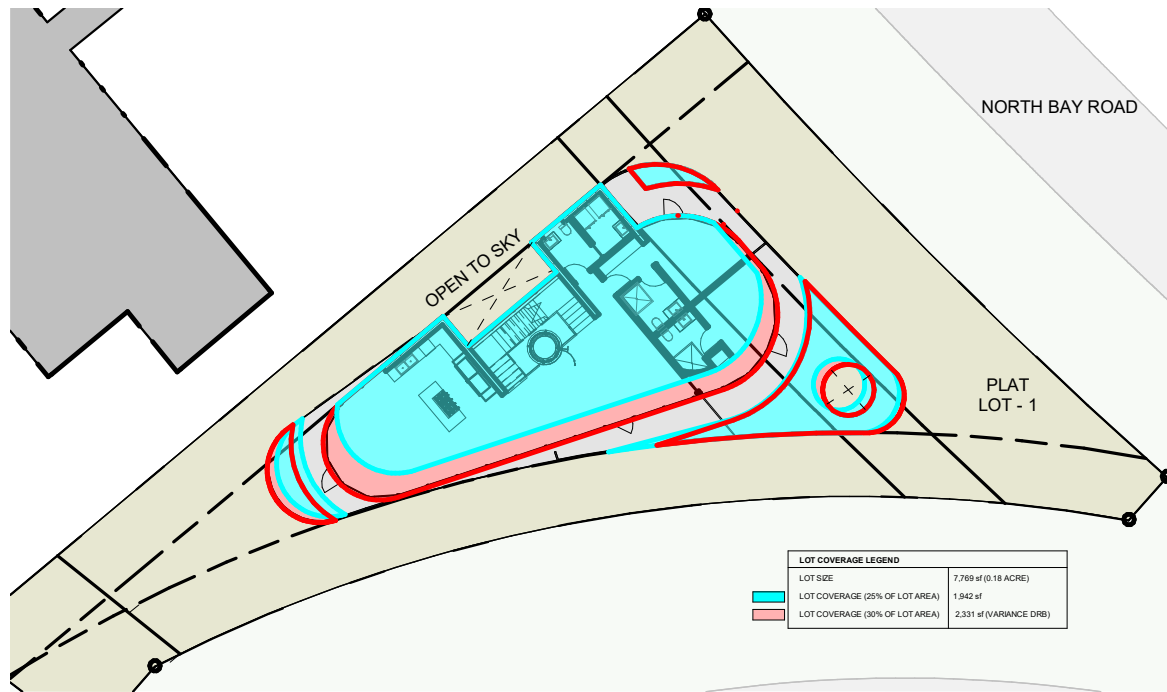 NORTH BAY ROAD
OPEN TO SKY
PLAT
LOT - 1
LOT COVERAGE LEGEND
LOT SIZE 7,769 sf (0.18 ACRE)
LOT COVERAGE (25% OF LOT AREA) 1,942 sf
LOT COVERAGE (30% OF LOT AREA) 2,331 sf (VARIANCE DRB)